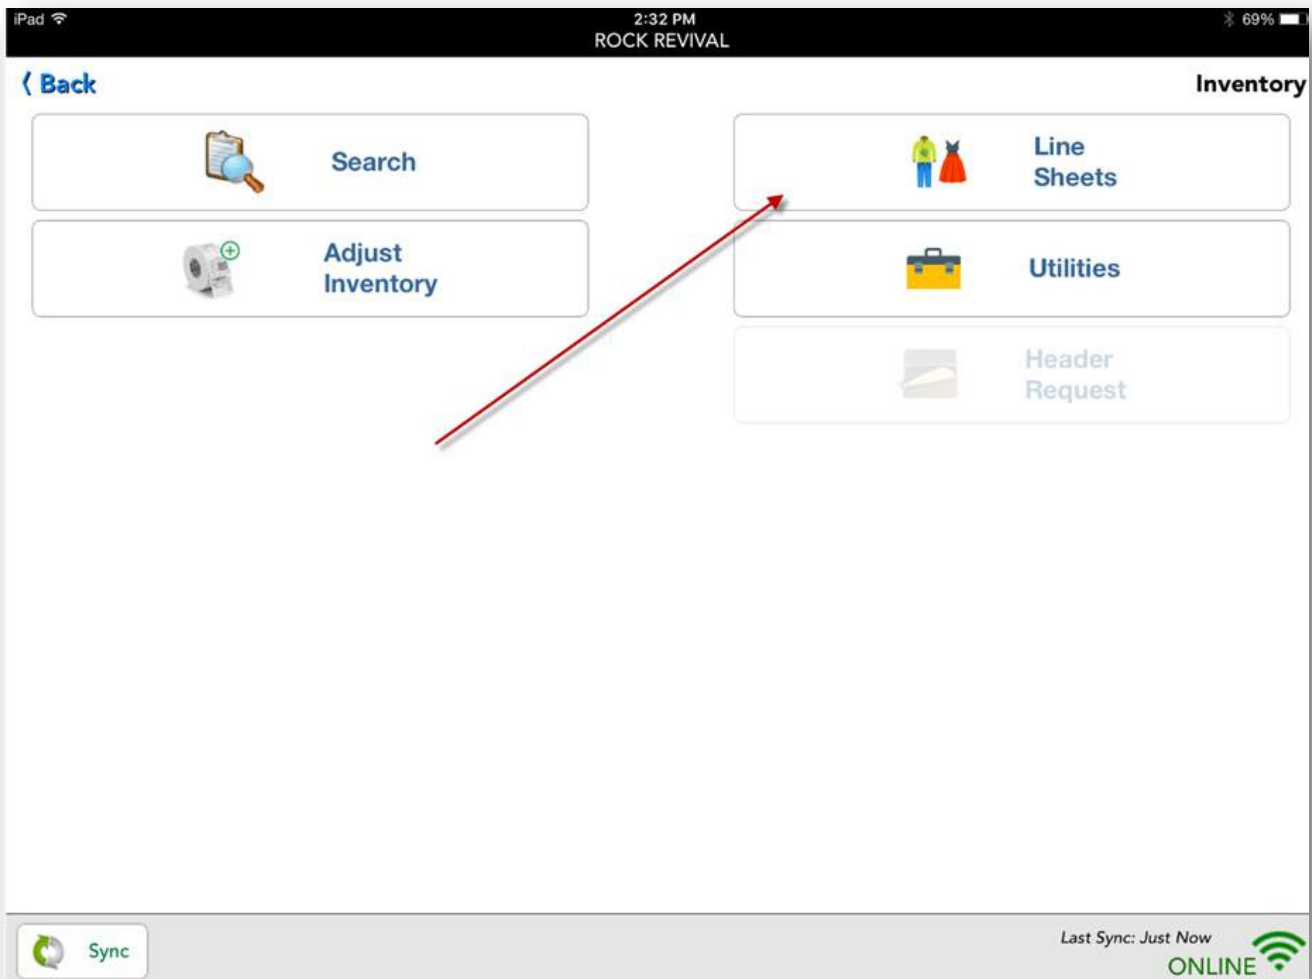 iPad
2:32 PM
69%
ROCK REVIVAL
Back
Inventory
Search
Line
Sheets
Adjust
Inventory
Utilities
Header
Request
Sync
Last Sync: Just Now
ONLINE